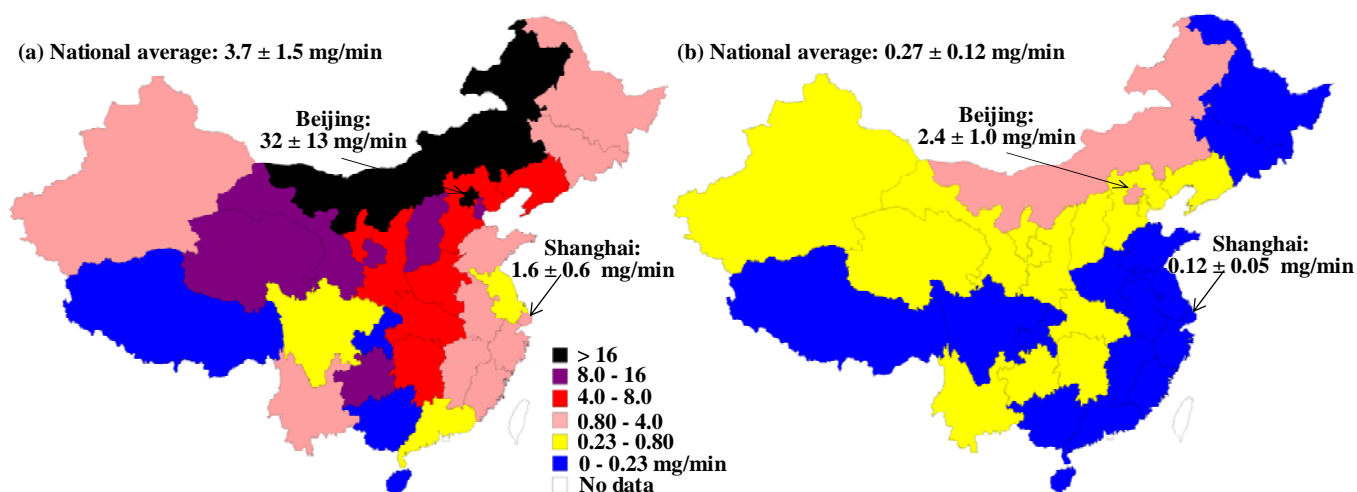 (a) National average: 3.7 ± 1.5 mg/min
Beijing:
32 ± 13 mg/min
Shanghai:
1.6 ± 0.6 mg/min
> 16
8.0 - 16
4.0 - 8.0
0.80 - 4.0
0.23 - 0.80
0 - 0.23 mg/min
No data
(b) National average: 0.27 ± 0.12 mg/min
Beijing:
2.4 ± 1.0 mg/min
Shanghai:
0.12 ± 0.05 mg/min